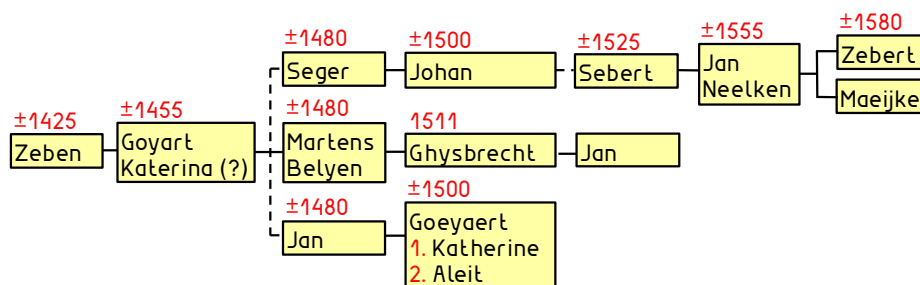 ±1425
Zeben
±1455
Goyart
Katerina (?)
±1480
Seger
±1500
Johan
±1525
Sebert
±1555
Jan
Neelken
±1580
Zebert
Maeijke
±1480
Martens
Belyen
1511
Ghysbrecht
Jan
±1480
Jan
±1500
Goeyaert
1. Katherine
2. Aleit